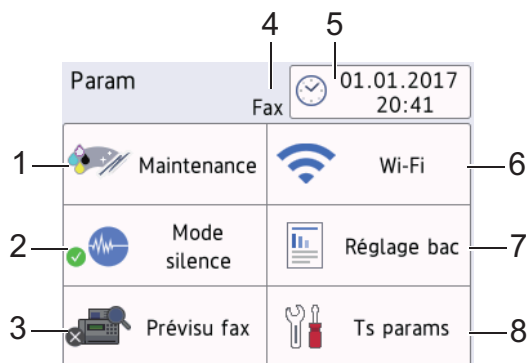 4
5
Param
Fax
01.01.2017
20:41
1
Maintenance
Wi-Fi
6
2
Mode
silence
Réglage bac
7
3
Prévisu fax
Ts params
8